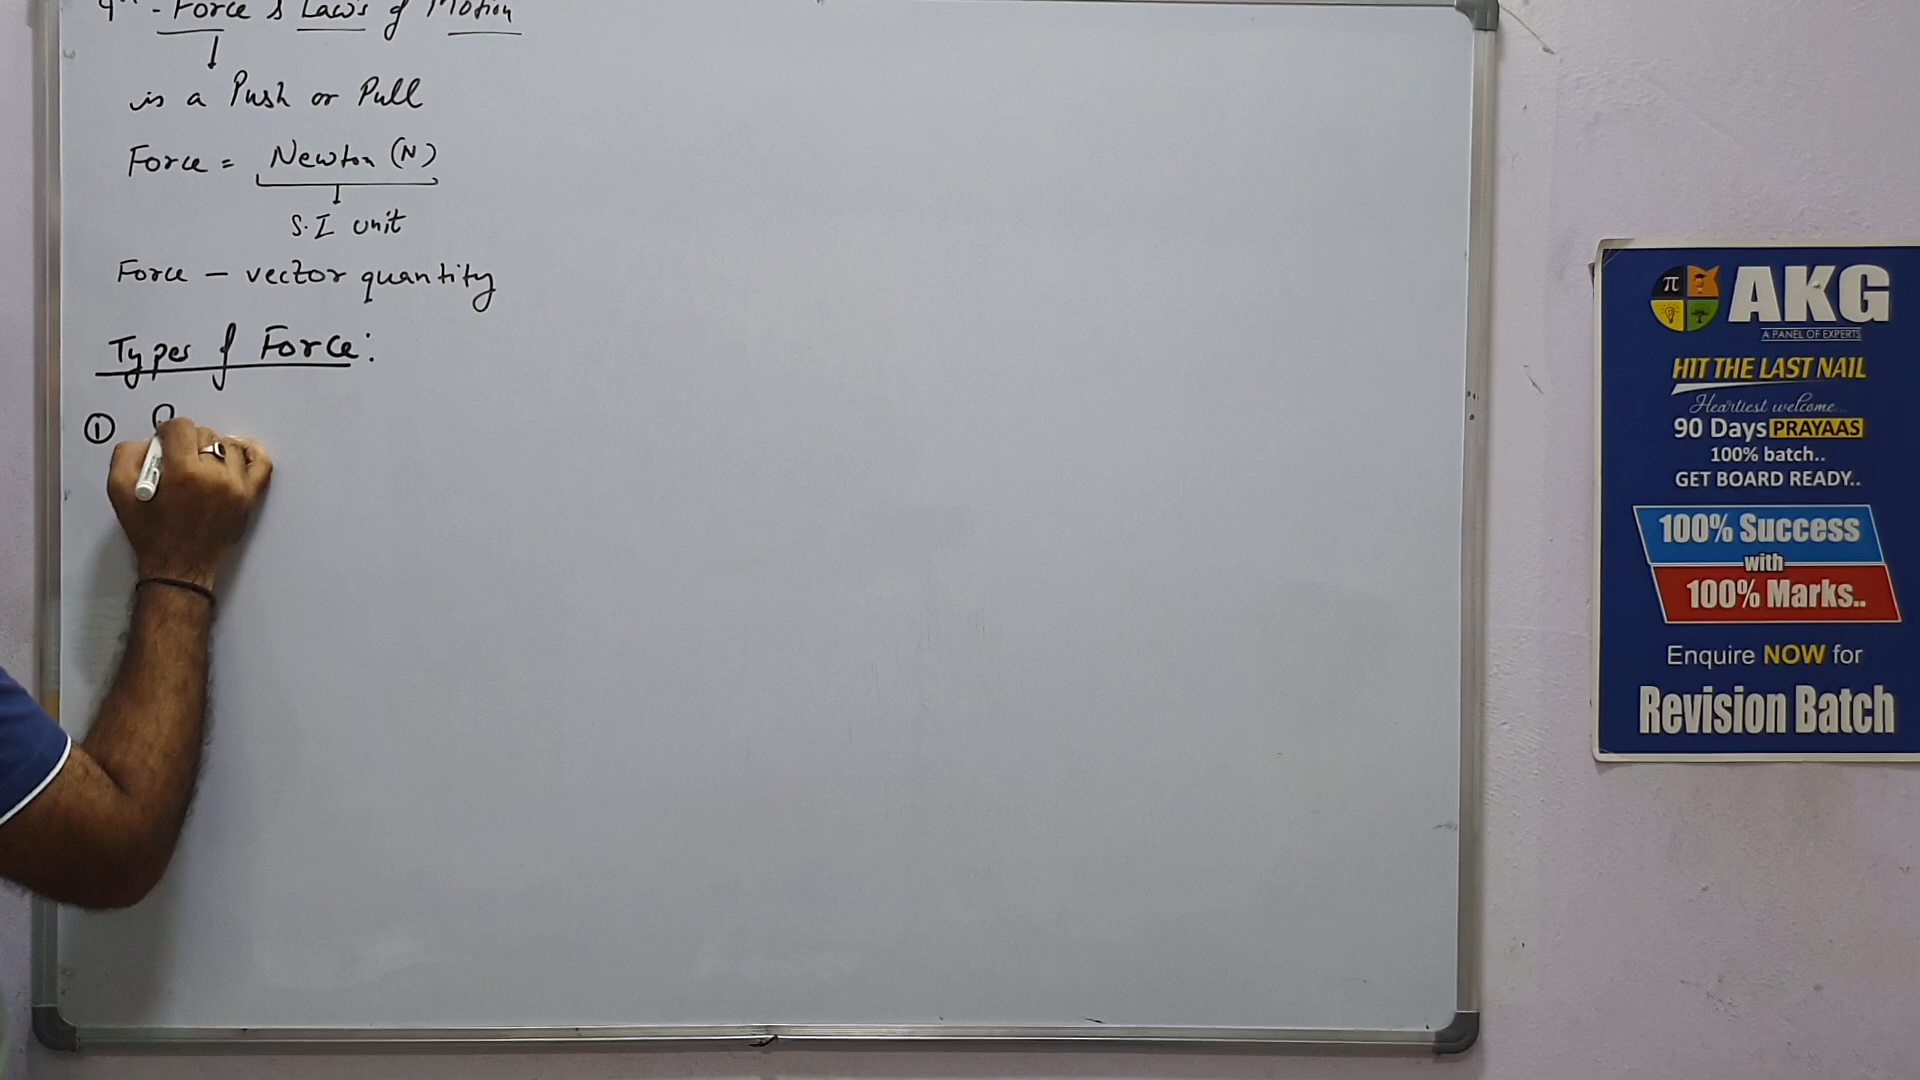 9th - Force & Laws of Motion
is a Push or Pull
Force = Newton (N)
S.I unit
Force - vector quantity
Types of Force:
①
π
AKG
A PANEL OF EXPERTS
HIT THE LAST NAIL
Heartiest welcome...
90 Days PRAYAAS
100% batch..
GET BOARD READY..
100% Success
with
100% Marks..
Enquire NOW for
Revision Batch